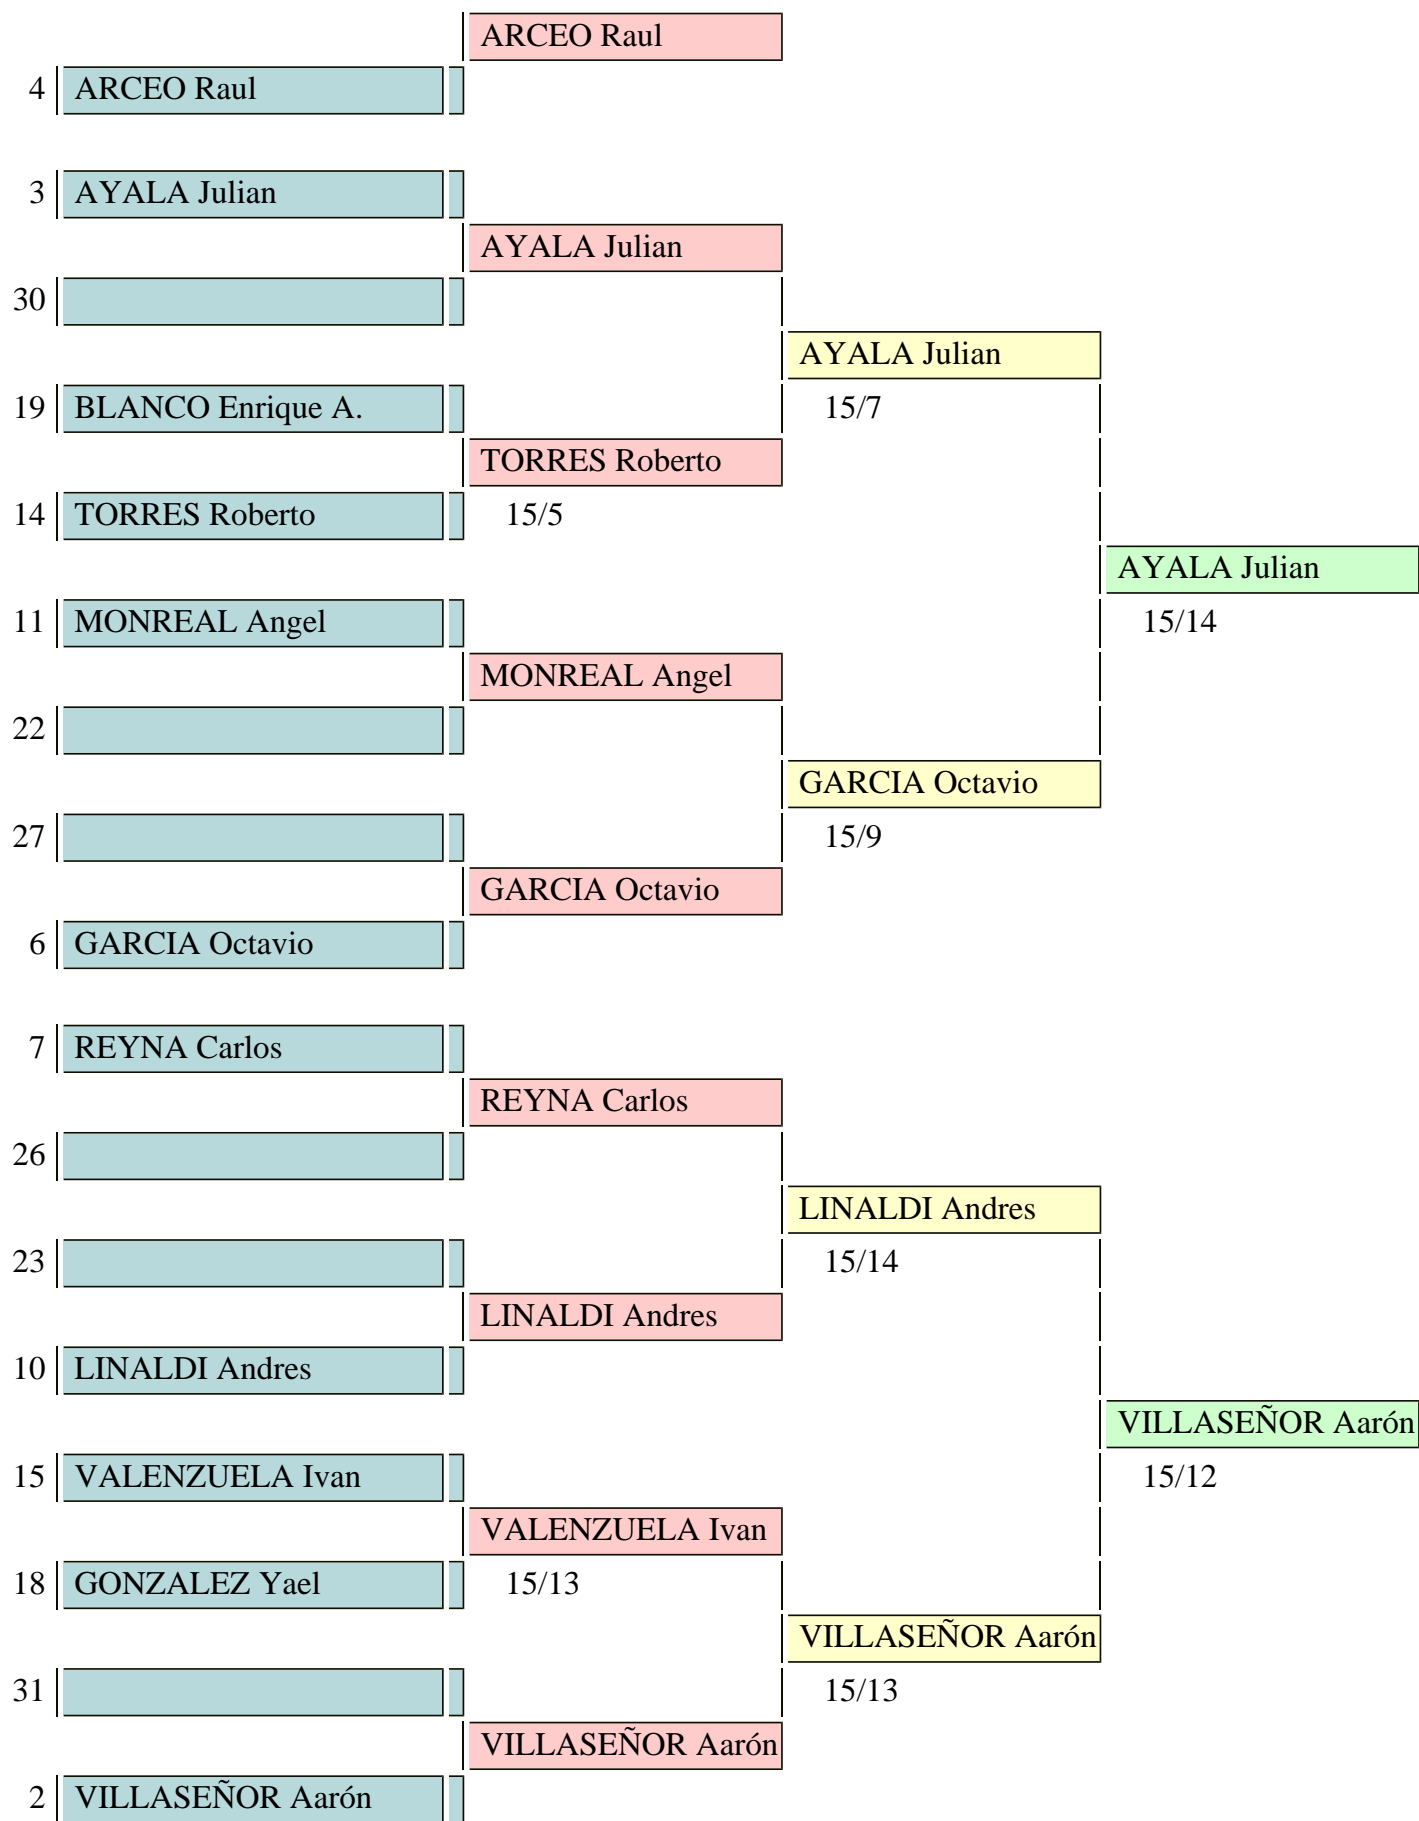 ARCEO Raul
4 ARCEO Raul
3 AYALA Julian
AYALA Julian
30
AYALA Julian
19 BLANCO Enrique A. 15/7
TORRES Roberto
14 TORRES Roberto 15/5
AYALA Julian
11 MONREAL Angel 15/14
MONREAL Angel
22
GARCIA Octavio
27 15/9
GARCIA Octavio
6 GARCIA Octavio
7 REYNA Carlos
REYNA Carlos
26
LINALDI Andres
23 15/14
LINALDI Andres
10 LINALDI Andres
VILLASEÑOR Aarón
15 VALENZUELA Ivan 15/12
VALENZUELA Ivan
18 GONZALEZ Yael 15/13
VILLASEÑOR Aarón
31 15/13
VILLASEÑOR Aarón
2 VILLASEÑOR Aarón